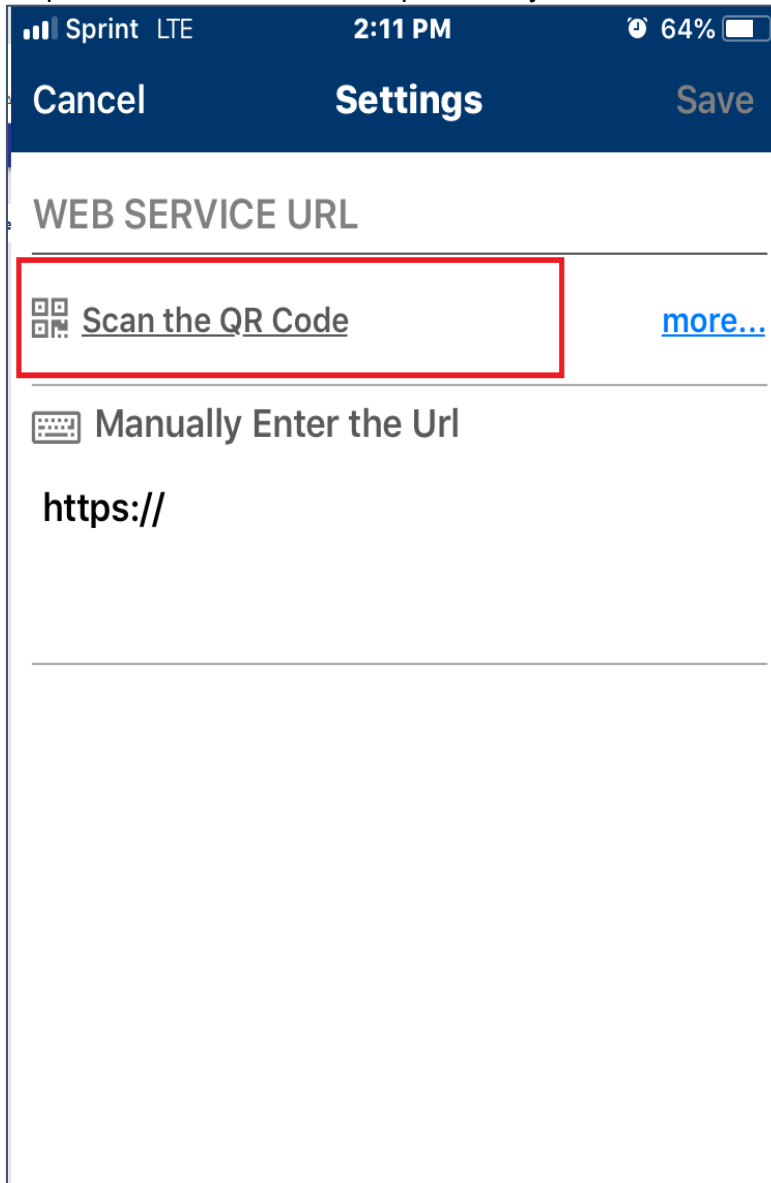 Sprint LTE 2:11 PM 64%
Cancel Settings Save
WEB SERVICE URL
Scan the QR Code more...
Manually Enter the Url
https://